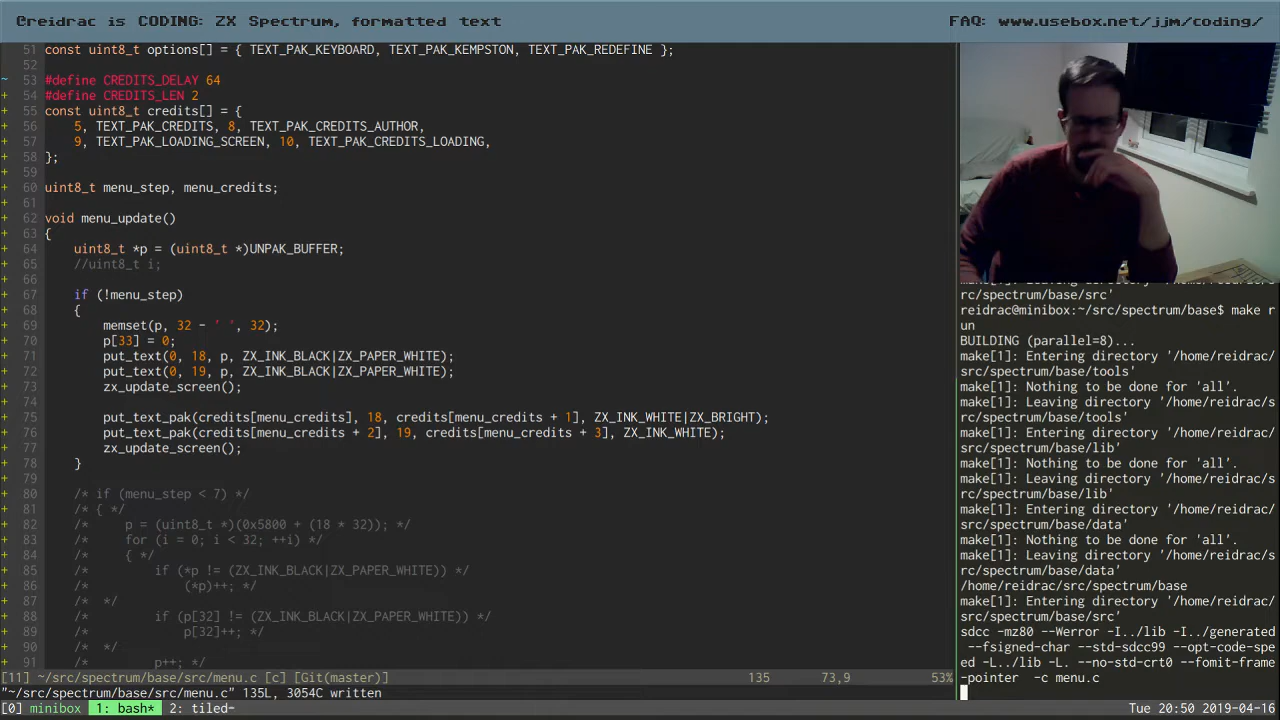 @reidrac is CODING: ZX Spectrum, formatted text
FAQ: www.usebox.net/jjm/coding/
51 const uint8_t options[] = { TEXT_PAK_KEYBOARD, TEXT_PAK_KEMPSTON, TEXT_PAK_REDEFINE };
52
~ 53 #define CREDITS_DELAY 64
+ 54 #define CREDITS_LEN 2
+ 55 const uint8_t credits[] = {
+ 56     5, TEXT_PAK_CREDITS, 8, TEXT_PAK_CREDITS_AUTHOR,
+ 57     9, TEXT_PAK_LOADING_SCREEN, 10, TEXT_PAK_CREDITS_LOADING,
+ 58 };
+ 59
+ 60 uint8_t menu_step, menu_credits;
+ 61
+ 62 void menu_update()
+ 63 {
+ 64     uint8_t *p = (uint8_t *)UNPAK_BUFFER;
+ 65     //uint8_t i;
+ 66
+ 67     if (!menu_step)
+ 68     {
+ 69         memset(p, 32 - ' ', 32);
+ 70         p[33] = 0;
+ 71         put_text(0, 18, p, ZX_INK_BLACK|ZX_PAPER_WHITE);
+ 72         put_text(0, 19, p, ZX_INK_BLACK|ZX_PAPER_WHITE);
+ 73         zx_update_screen();
+ 74
+ 75         put_text_pak(credits[menu_credits], 18, credits[menu_credits + 1], ZX_INK_WHITE|ZX_BRIGHT);
+ 76         put_text_pak(credits[menu_credits + 2], 19, credits[menu_credits + 3], ZX_INK_WHITE);
+ 77         zx_update_screen();
+ 78     }
+ 79
+ 80     /* if (menu_step < 7) */
+ 81     /* { */
+ 82     /*     p = (uint8_t *)(0x5800 + (18 * 32)); */
+ 83     /*     for (i = 0; i < 32; ++i) */
+ 84     /*     { */
+ 85     /*         if (*p != (ZX_INK_BLACK|ZX_PAPER_WHITE)) */
+ 86     /*             (*p)++; */
+ 87     /*  */
+ 88     /*         if (p[32] != (ZX_INK_BLACK|ZX_PAPER_WHITE)) */
+ 89     /*             p[32]++; */
+ 90     /*  */
+ 91     /*         p++; */
[11] ~/src/spectrum/base/src/menu.c [c] [Git(master)] 135 73,9 53%
"~/src/spectrum/base/src/menu.c" 135L, 3054C written
rc/spectrum/base/src'
reidrac@minibox:~/src/spectrum/base$ make r
un
BUILDING (parallel=8)...
make[1]: Entering directory '/home/reidrac/
src/spectrum/base/tools'
make[1]: Nothing to be done for 'all'.
make[1]: Leaving directory '/home/reidrac/s
rc/spectrum/base/tools'
make[1]: Entering directory '/home/reidrac/
src/spectrum/base/lib'
make[1]: Nothing to be done for 'all'.
make[1]: Leaving directory '/home/reidrac/s
rc/spectrum/base/lib'
make[1]: Entering directory '/home/reidrac/
src/spectrum/base/data'
make[1]: Nothing to be done for 'all'.
make[1]: Leaving directory '/home/reidrac/s
rc/spectrum/base/data'
/home/reidrac/src/spectrum/base
make[1]: Entering directory '/home/reidrac/
src/spectrum/base/src'
sdcc -mz80 --Werror -I../lib -I../generated
 --fsigned-char --std-sdcc99 --opt-code-spe
ed -L../lib -L. --no-std-crt0 --fomit-frame
-pointer  -c menu.c
[0] minibox 1: bash* 2: tiled- Tue 20:50 2019-04-16